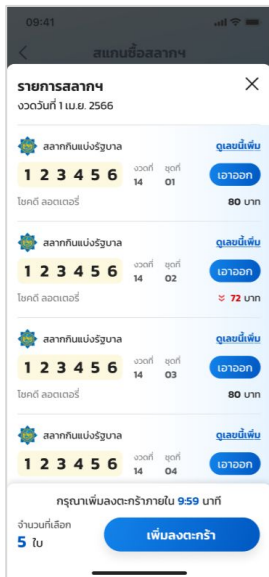 09:41
สแกนซื้อสลากฯ
รายการสลากฯ
งวดวันที่ 1 เม.ย. 2566
สลากกินแบ่งรัฐบาล ดูเลขนี้เพิ่ม
งวดที่ ชุดที่
1 2 3 4 5 6 14 01 เอาออก
โชคดี ลอตเตอรี่ 80 บาท
สลากกินแบ่งรัฐบาล ดูเลขนี้เพิ่ม
งวดที่ ชุดที่
1 2 3 4 5 6 14 02 เอาออก
โชคดี ลอตเตอรี่ 72 บาท
สลากกินแบ่งรัฐบาล ดูเลขนี้เพิ่ม
งวดที่ ชุดที่
1 2 3 4 5 6 14 03 เอาออก
โชคดี ลอตเตอรี่ 80 บาท
สลากกินแบ่งรัฐบาล ดูเลขนี้เพิ่ม
งวดที่ ชุดที่
1 2 3 4 5 6 14 04 เอาออก
กรุณาเพิ่มลงตะกร้าภายใน 9:59 นาที
จำนวนที่เลือก
5 ใบ เพิ่มลงตะกร้า